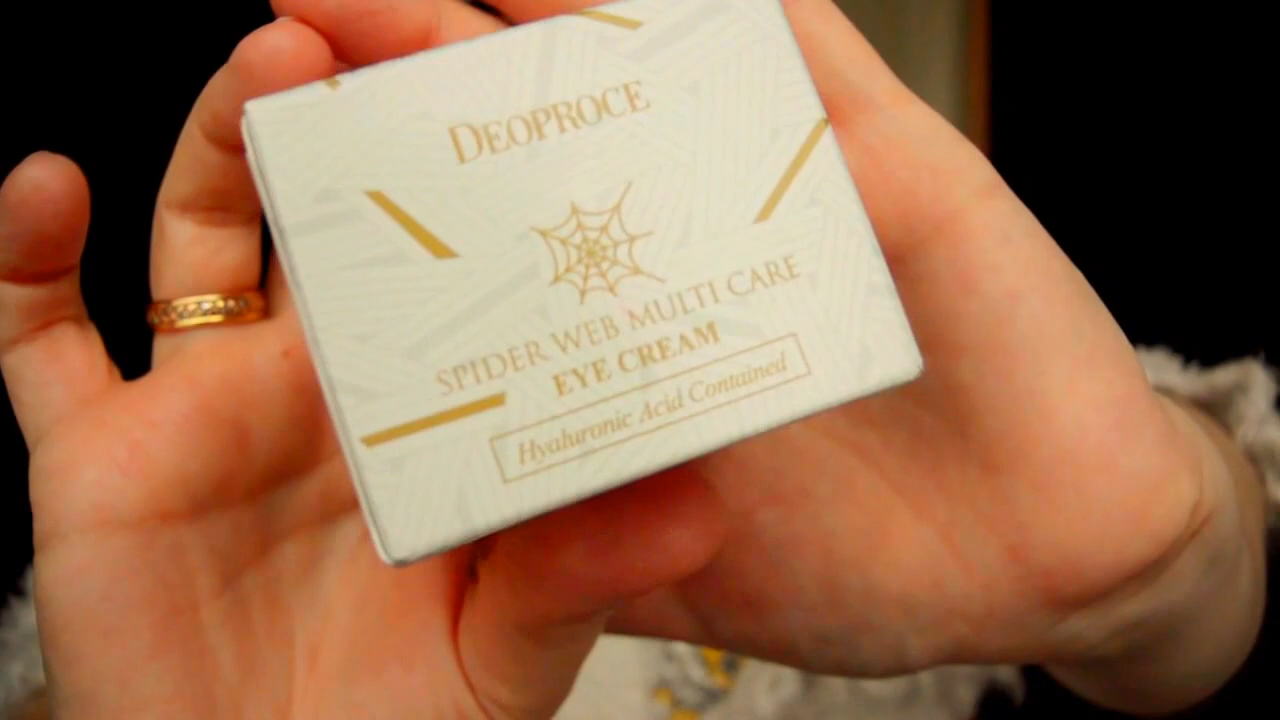 DEOPROCE
SPIDER WEB MULTI CARE
EYE CREAM
Hyaluronic Acid Contained